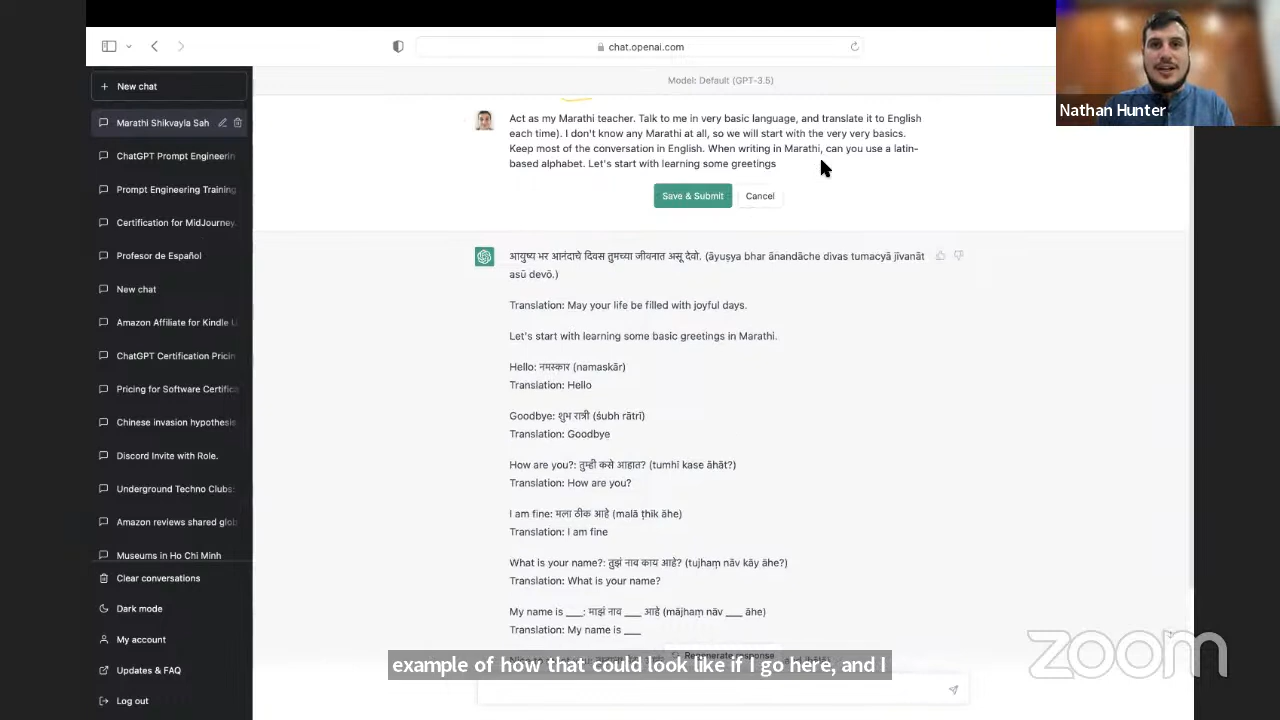 chat.openai.com
Nathan Hunter
New chat
Model: Default (GPT-3.5)
Marathi Shikvayla Sah
ChatGPT Prompt Engineerin
Prompt Engineering Training
Certification for MidJourney
Profesor de Español
New chat
Amazon Affiliate for Kindle U
ChatGPT Certification Pricin
Pricing for Software Certifica
Chinese invasion hypothesis
Discord Invite with Role.
Underground Techno Clubs:
Amazon reviews shared glob
Museums in Ho Chi Minh
Clear conversations
Dark mode
My account
Updates & FAQ
Log out
Act as my Marathi teacher. Talk to me in very basic language, and translate it to English
each time). I don't know any Marathi at all, so we will start with the very very basics.
Keep most of the conversation in English. When writing in Marathi, can you use a latin-
based alphabet. Let's start with learning some greetings
Save & Submit
Cancel
आयुष्य भर आनंदाचे दिवस तुमच्या जीवनात असू देवो. (āyuṣya bhar ānandāche divas tumacyā jīvanāt
asū devō.)
Translation: May your life be filled with joyful days.
Let's start with learning some basic greetings in Marathi.
Hello: नमस्कार (namaskār)
Translation: Hello
Goodbye: शुभ रात्री (śubh rātrī)
Translation: Goodbye
How are you?: तुम्ही कसे आहात? (tumhī kase āhāt?)
Translation: How are you?
I am fine: मला ठीक आहे (malā ṭhīk āhe)
Translation: I am fine
What is your name?: तुझं नाव काय आहे? (tujhaṃ nāv kāy āhe?)
Translation: What is your name?
My name is ___: माझं नाव ___ आहे (mājhaṃ nāv ___ āhe)
Translation: My name is ___
Regenerate response
example of how that could look like if I go here, and I
zoom